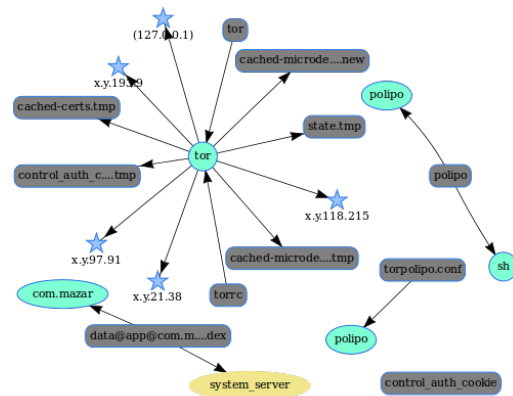 (127.0.0.1)
tor
cached-microde....new
x.y.193.9
polipo
cached-certs.tmp
state.tmp
tor
control_auth_c....tmp
polipo
x.y.118.215
x.y.97.91
cached-microde....tmp
sh
torpolipo.conf
x.y.21.38
torrc
com.mazar
data@app@com.m....dex
polipo
system_server
control_auth_cookie